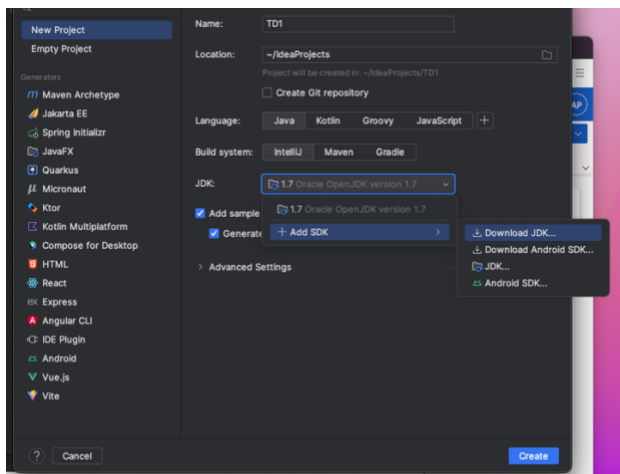 New Project
Empty Project
Generators
Maven Archetype
Jakarta EE
Spring Initializr
JavaFX
Quarkus
Micronaut
Ktor
Kotlin Multiplatform
Compose for Desktop
HTML
React
Express
Angular CLI
IDE Plugin
Android
Vue.js
Vite
Name: TD1
Location: ~/IdeaProjects
Project will be created in: ~/IdeaProjects/TD1
Create Git repository
Language: Java Kotlin Groovy JavaScript
Build system: IntelliJ Maven Gradle
JDK: 1.7 Oracle OpenJDK version 1.7
1.7 Oracle OpenJDK version 1.7
Add sample
+ Add SDK
Generate
Advanced Settings
Download JDK...
Download Android SDK...
JDK...
Android SDK...
? Cancel Create